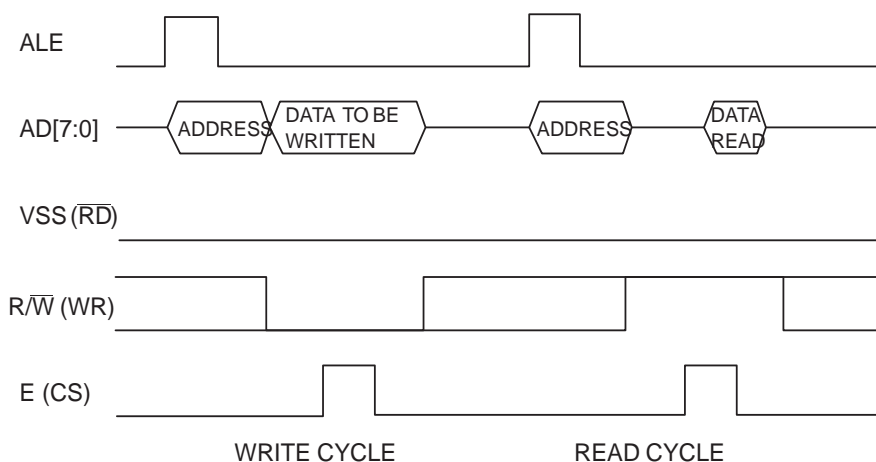 ALE
AD[7:0]
ADDRESS
DATA TO BE
WRITTEN
ADDRESS
DATA
READ
VSS (R̅D̅)
R/W̅ (WR)
E (CS)
WRITE CYCLE
READ CYCLE